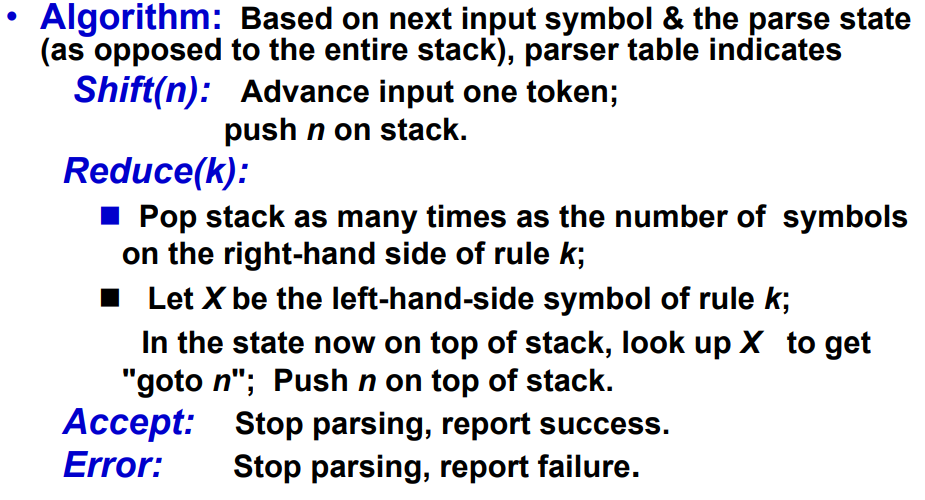 • Algorithm: Based on next input symbol & the parse state
(as opposed to the entire stack), parser table indicates
Shift(n): Advance input one token;
push n on stack.
Reduce(k):
■ Pop stack as many times as the number of symbols
on the right-hand side of rule k;
■ Let X be the left-hand-side symbol of rule k;
In the state now on top of stack, look up X to get
"goto n"; Push n on top of stack.
Accept: Stop parsing, report success.
Error: Stop parsing, report failure.